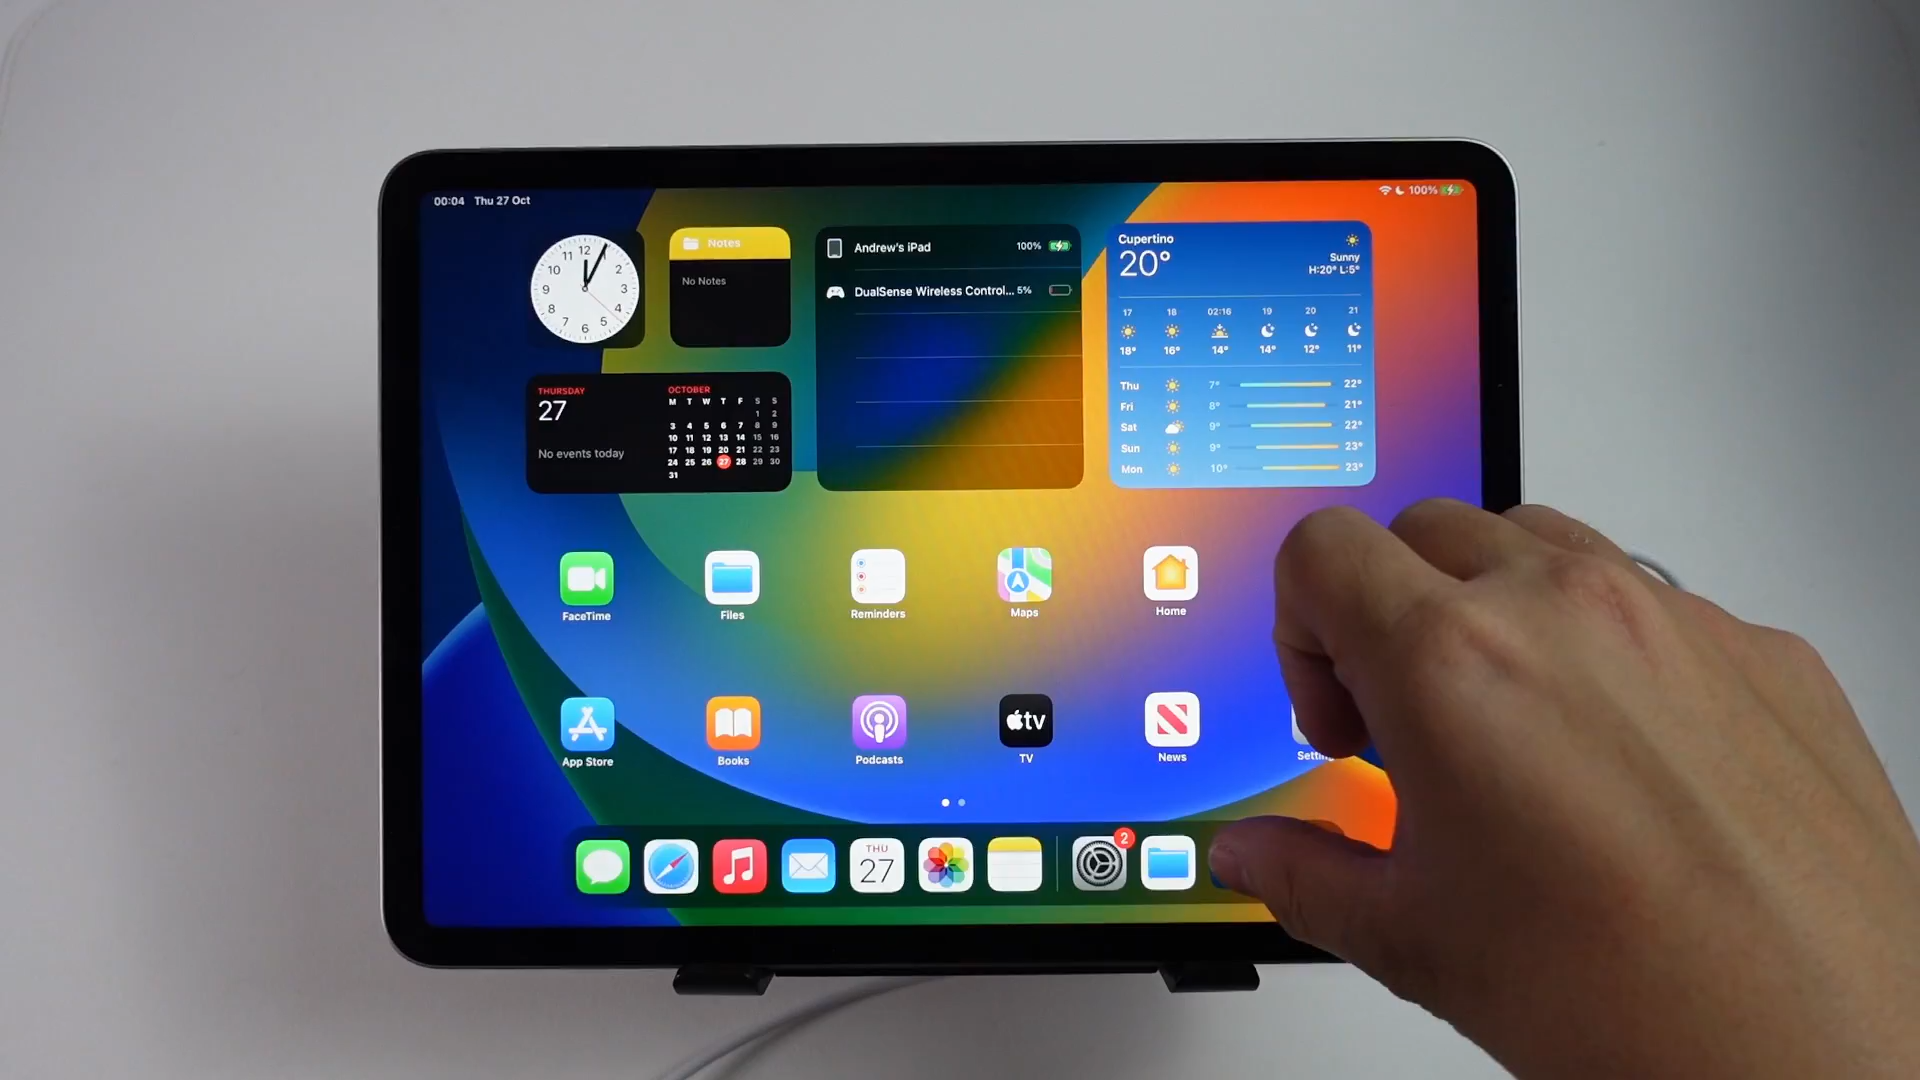 00:04 Thu 27 Oct
100%
12
11
10
9
8
7
6
5
4
3
2
Notes
No Notes
Andrew's iPad 100%
DualSense Wireless Control... 5%
Cupertino
20°
Sunny
H:20° L:5°
17 18 02:16 19 20 21
18° 16° 14° 14° 12° 11°
Thu 7° 22°
Fri 8° 21°
Sat 9° 22°
Sun 9° 23°
Mon 10° 23°
THURSDAY
27
No events today
OCTOBER
M T W T F S S
1 2
3 4 5 6 7 8 9
10 11 12 13 14 15 16
17 18 19 20 21 22 23
24 25 26 27 28 29 30
31
FaceTime
Files
Reminders
Maps
Home
App Store
Books
Podcasts
tv
TV
News
THU
27
2